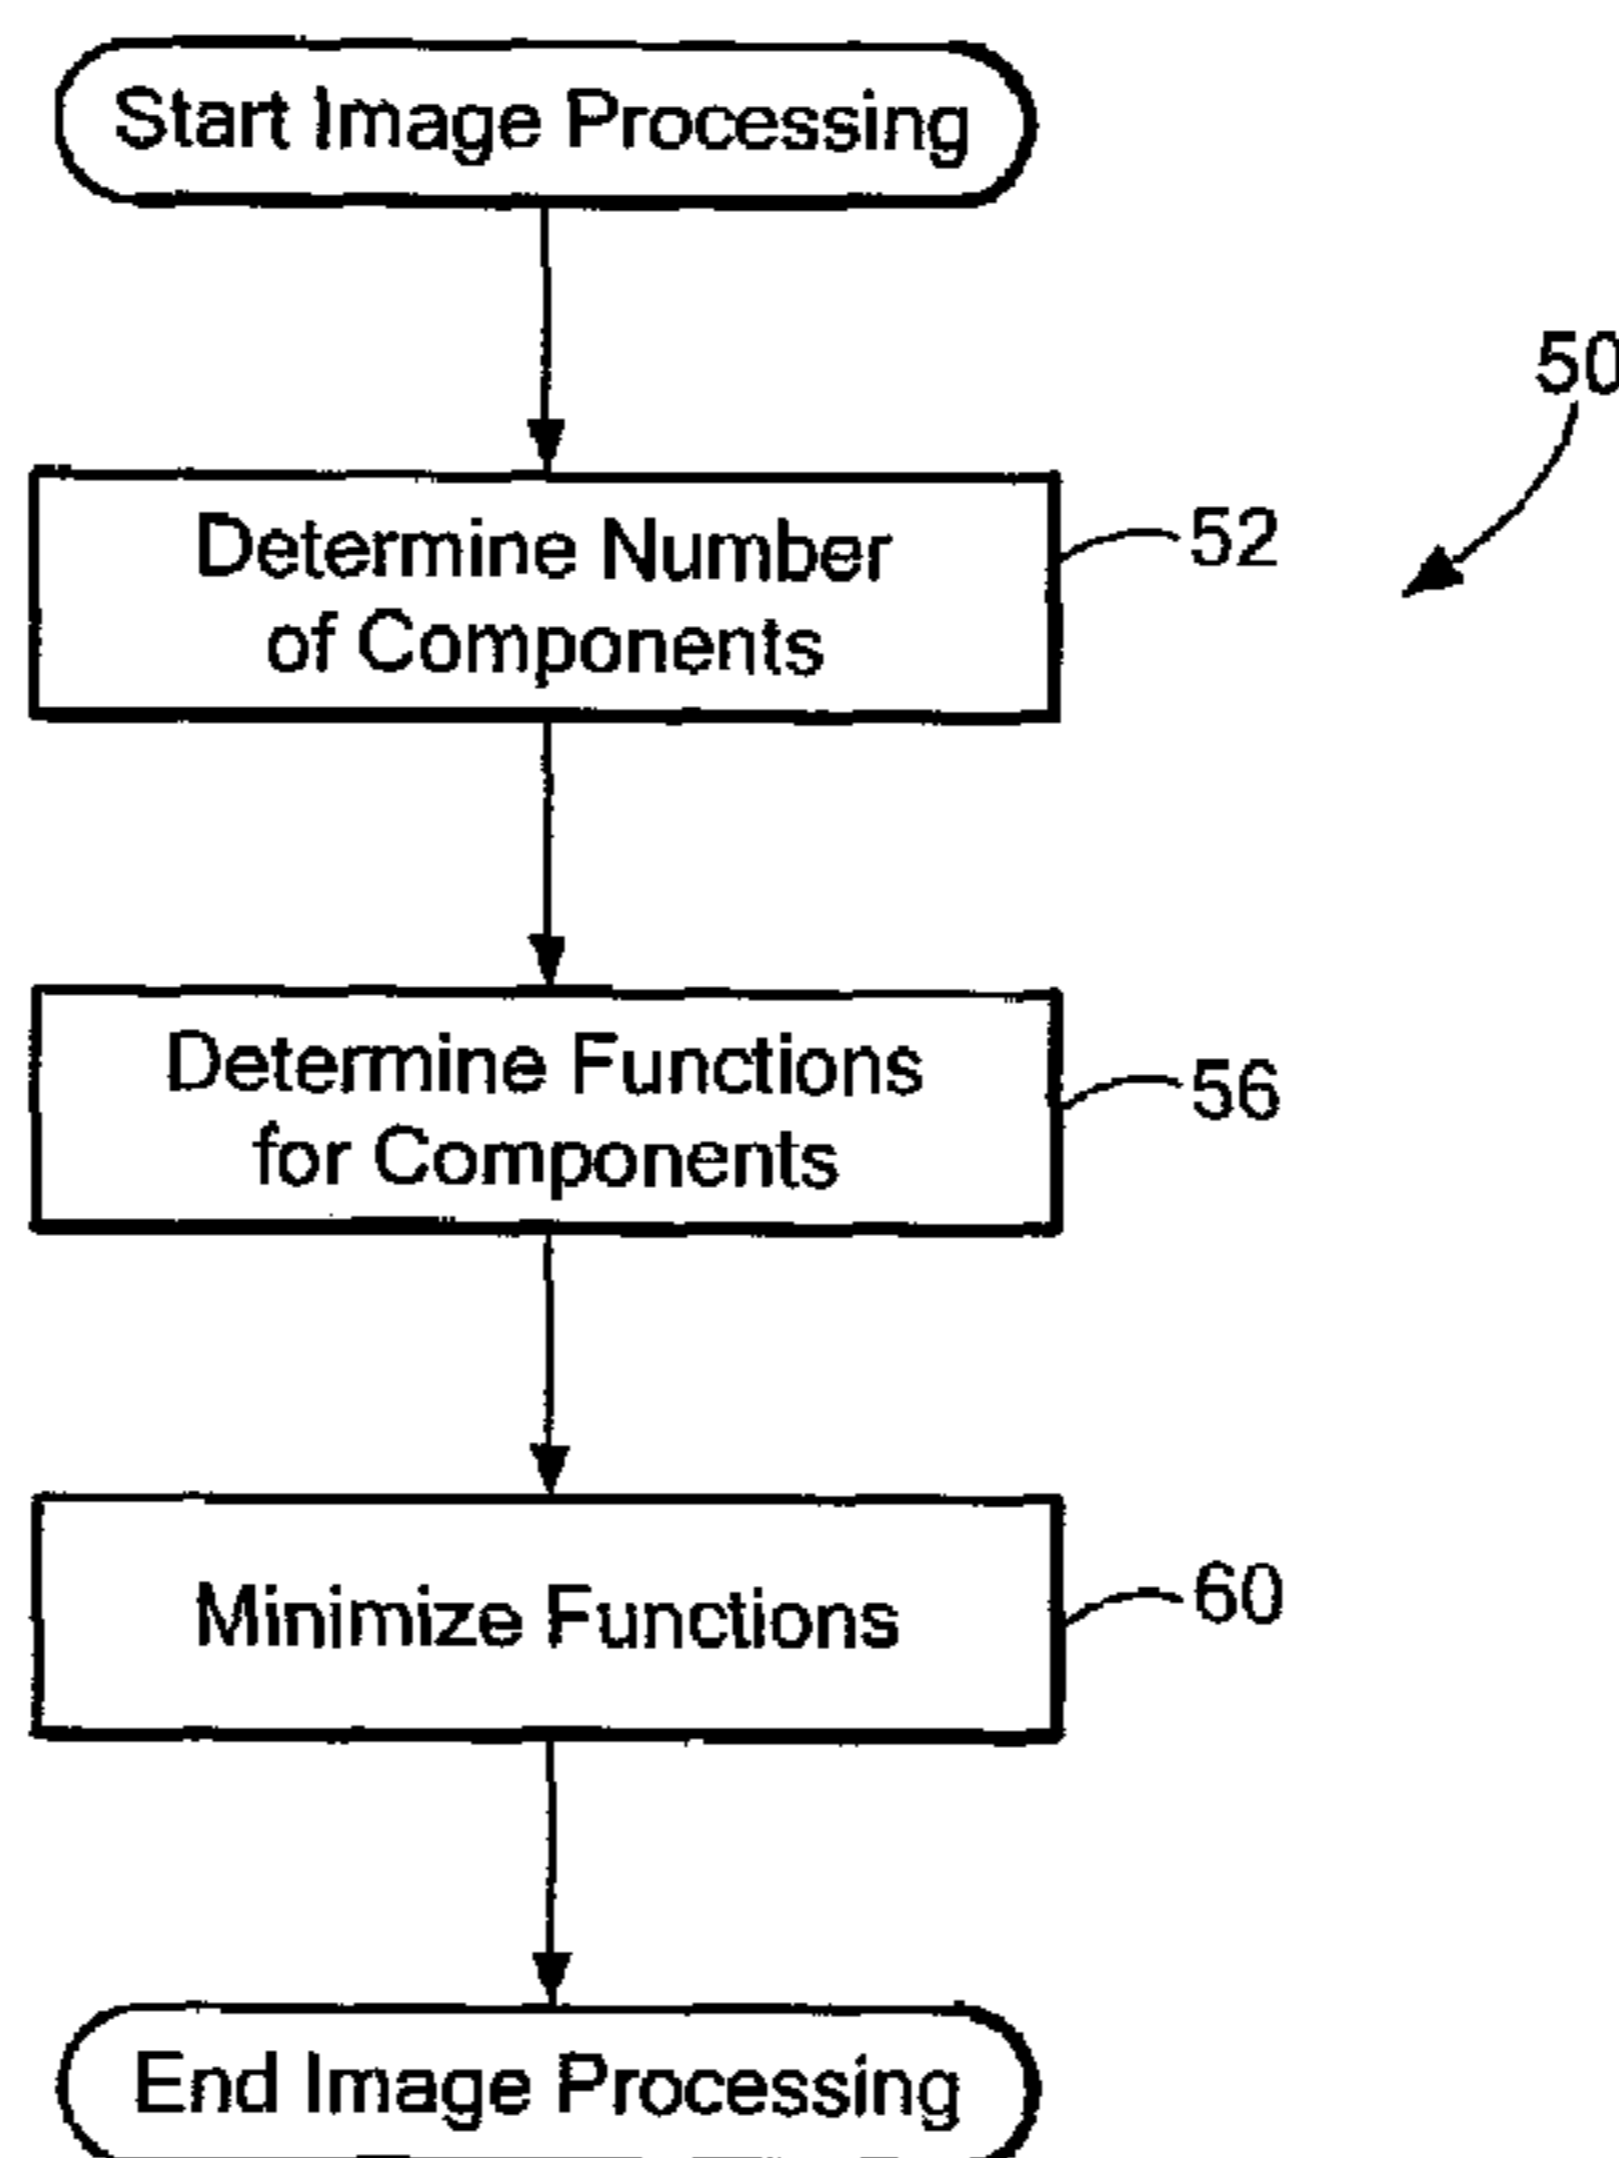 Start Image Processing
50
Determine Number
of Components
52
Determine Functions
for Components
56
Minimize Functions
60
End Image Processing